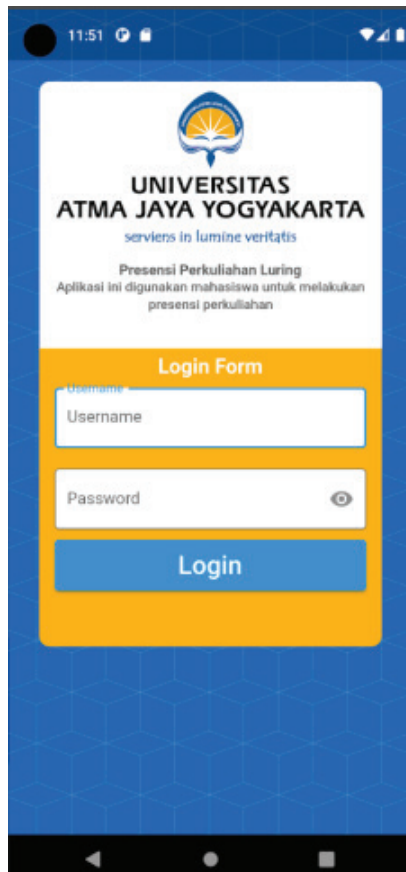 11:51
UNIVERSITAS
ATMA JAYA YOGYAKARTA
serviens in lumine veritatis
Presensi Perkuliahan Luring
Aplikasi ini digunakan mahasiswa untuk melakukan
presensi perkuliahan
Login Form
Username
Username
Password
Login